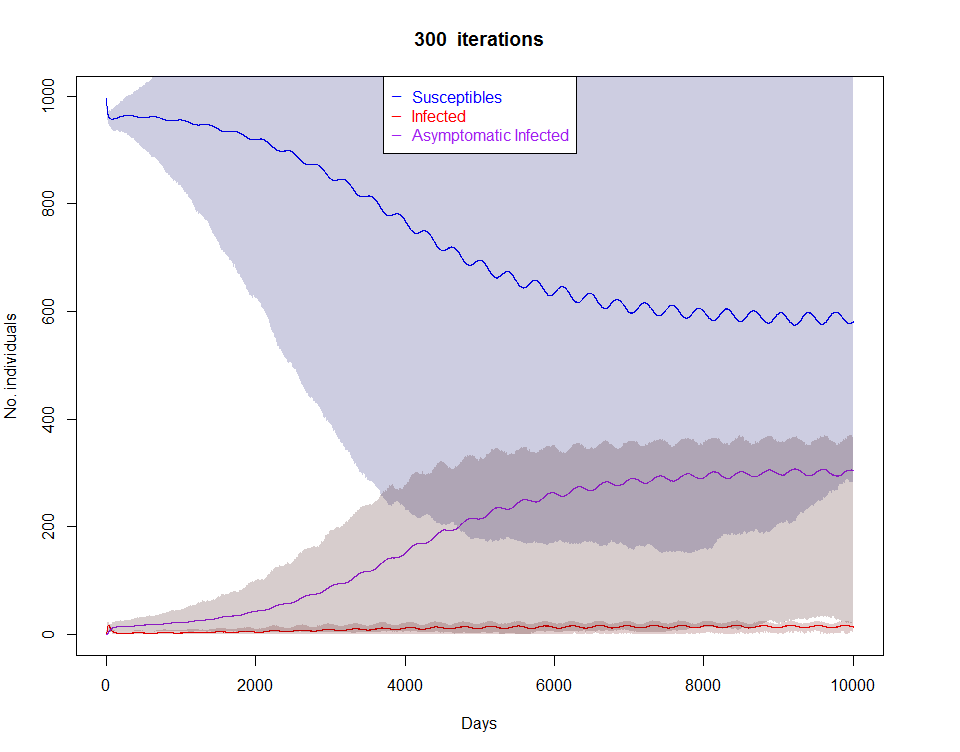 300 iterations
Susceptibles
Infected
Asymptomatic Infected
No. individuals
1000
800
600
400
200
0
0 2000 4000 6000 8000 10000
Days